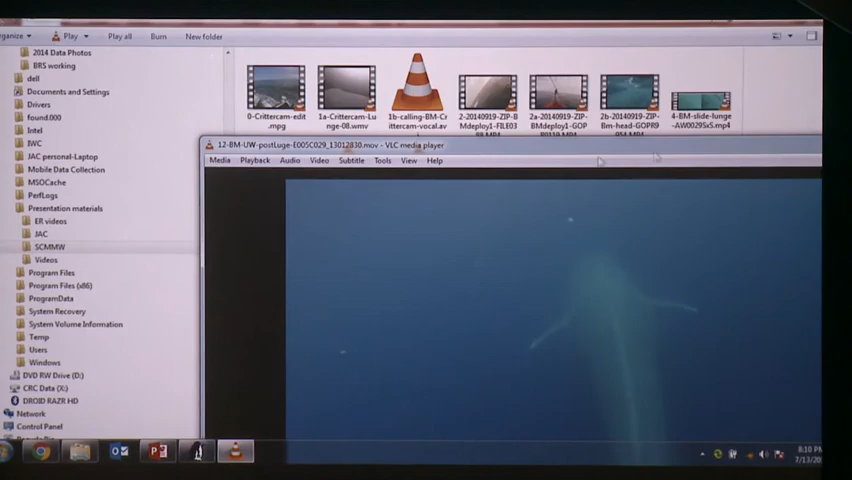 Play
Play all
Burn
New folder
2014 Data Photos
BRS working
dell
Documents and Settings
Drivers
found.000
Intel
IWC
JAC personal-Laptop
Mobile Data Collection
MSOCache
PerfLogs
Presentation materials
ER videos
JAC
SCMMW
Videos
Program Files
Program Files (x86)
ProgramData
System Recovery
System Volume Information
Temp
Users
Windows
DVD RW Drive (D:)
CRC Data (X:)
DROID RAZR HD
Network
Control Panel
0-Crittercam-edit
.mpg
1a-Crittercam-Lu
nge-08.wmv
1b-calling-BM-Cr
ittercam-vocal.av
i
2-20140919-ZIP-B
Mdeploy1-FILE03
2a-20140919-ZIP-
BMdeploy1-GOP
2b-20140919-ZIP-
Bm-head-GOPR9
4-BM-slide-lunge
-AW0029SxS.mp4
12-BM-UW-postLuge-E005C029_13012830.mov - VLC media player
Media Playback Audio Video Subtitle Tools View Help
8:10 PM